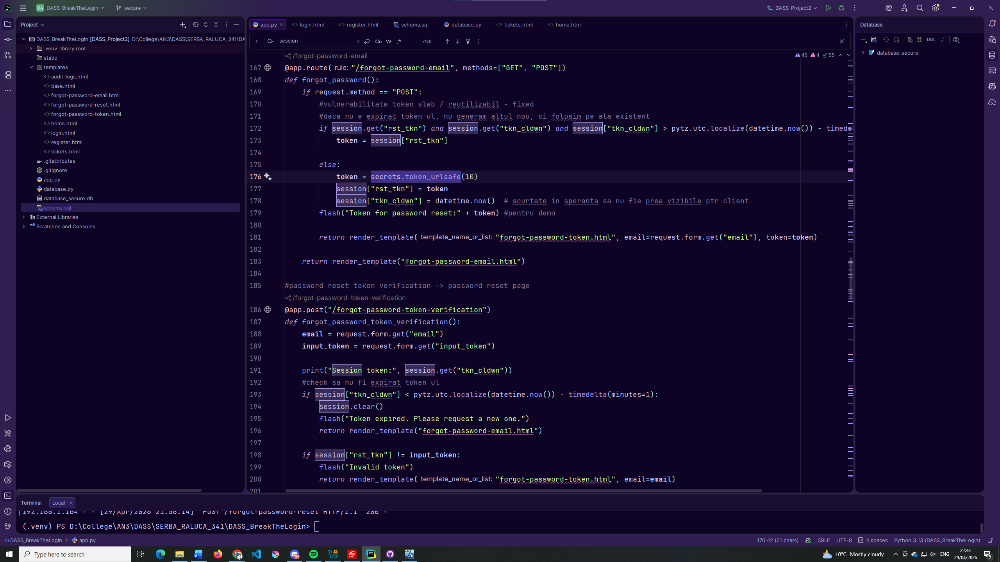 DA DASS_BreakTheLogin
secure
DASS_Project2
Project
DASS_BreakTheLogin [DASS_Project2] D:\College\AN3\DASS\SERBA_RALUCA_341\DA
.venv library root
static
templates
audit-logs.html
base.html
forgot-password-email.html
forgot-password-reset.html
forgot-password-token.html
home.html
login.html
register.html
tickets.html
.gitattributes
.gitignore
app.py
database.py
database_secure.db
schema.sql
External Libraries
Scratches and Consoles
app.py login.html register.html schema.sql database.py tickets.html home.html
session Cc W .* 7/20
45 4 55
/forgot-password-email
167 @app.route( rule: "/forgot-password-email", methods=["GET", "POST"])
168 def forgot_password():
169 if request.method == "POST":
170 #vulnerabilitate token slab / reutilizabil - fixed
171 #daca nu e expirat token ul, nu generam altul nou, ci folosim pe ala existent
172 if session.get("rst_tkn") and session.get("tkn_cldwn") and session["tkn_cldwn"] > pytz.utc.localize(datetime.now()) - timede
173 token = session["rst_tkn"]
174
175 else:
176 token = secrets.token_urlsafe(10)
177 session["rst_tkn"] = token
178 session["tkn_cldwn"] = datetime.now() # scurtate in speranta sa nu fie prea vizibile ptr client
179 flash("Token for password reset:" + token) #pentru demo
180
181 return render_template( template_name_or_list: "forgot-password-token.html", email=request.form.get("email"), token=token)
182
183 return render_template("forgot-password-email.html")
184
185 #password reset token verification -> password reset page
/forgot-password-token-verification
186 @app.post("/forgot-password-token-verification")
187 def forgot_password_token_verification():
188 email = request.form.get("email")
189 input_token = request.form.get("input_token")
190
191 print("Session token:", session.get("tkn_cldwn"))
192 #check sa nu fi expirat token ul
193 if session["tkn_cldwn"] < pytz.utc.localize(datetime.now()) - timedelta(minutes=1):
194 session.clear()
195 flash("Token expired. Please request a new one.")
196 return render_template("forgot-password-email.html")
197
198 if session["rst_tkn"] != input_token:
199 flash("Invalid token")
200 return render_template( template_name_or_list: "forgot-password-token.html", email=email)
201
Database
DDL
database_secure
Terminal Local
192.168.1.164 - - [29/Apr/2026 21:58:14] "POST /forgot-password-reset HTTP/1.1" 200 -
(.venv) PS D:\College\AN3\DASS\SERBA_RALUCA_341\DASS_BreakTheLogin>
DASS_BreakTheLogin > app.py
176:42 (21 chars) CRLF UTF-8 4 spaces Python 3.13 (DASS_BreakTheLogin)
Type here to search
10°C Mostly cloudy
ENG
22:33
29/04/2026
5